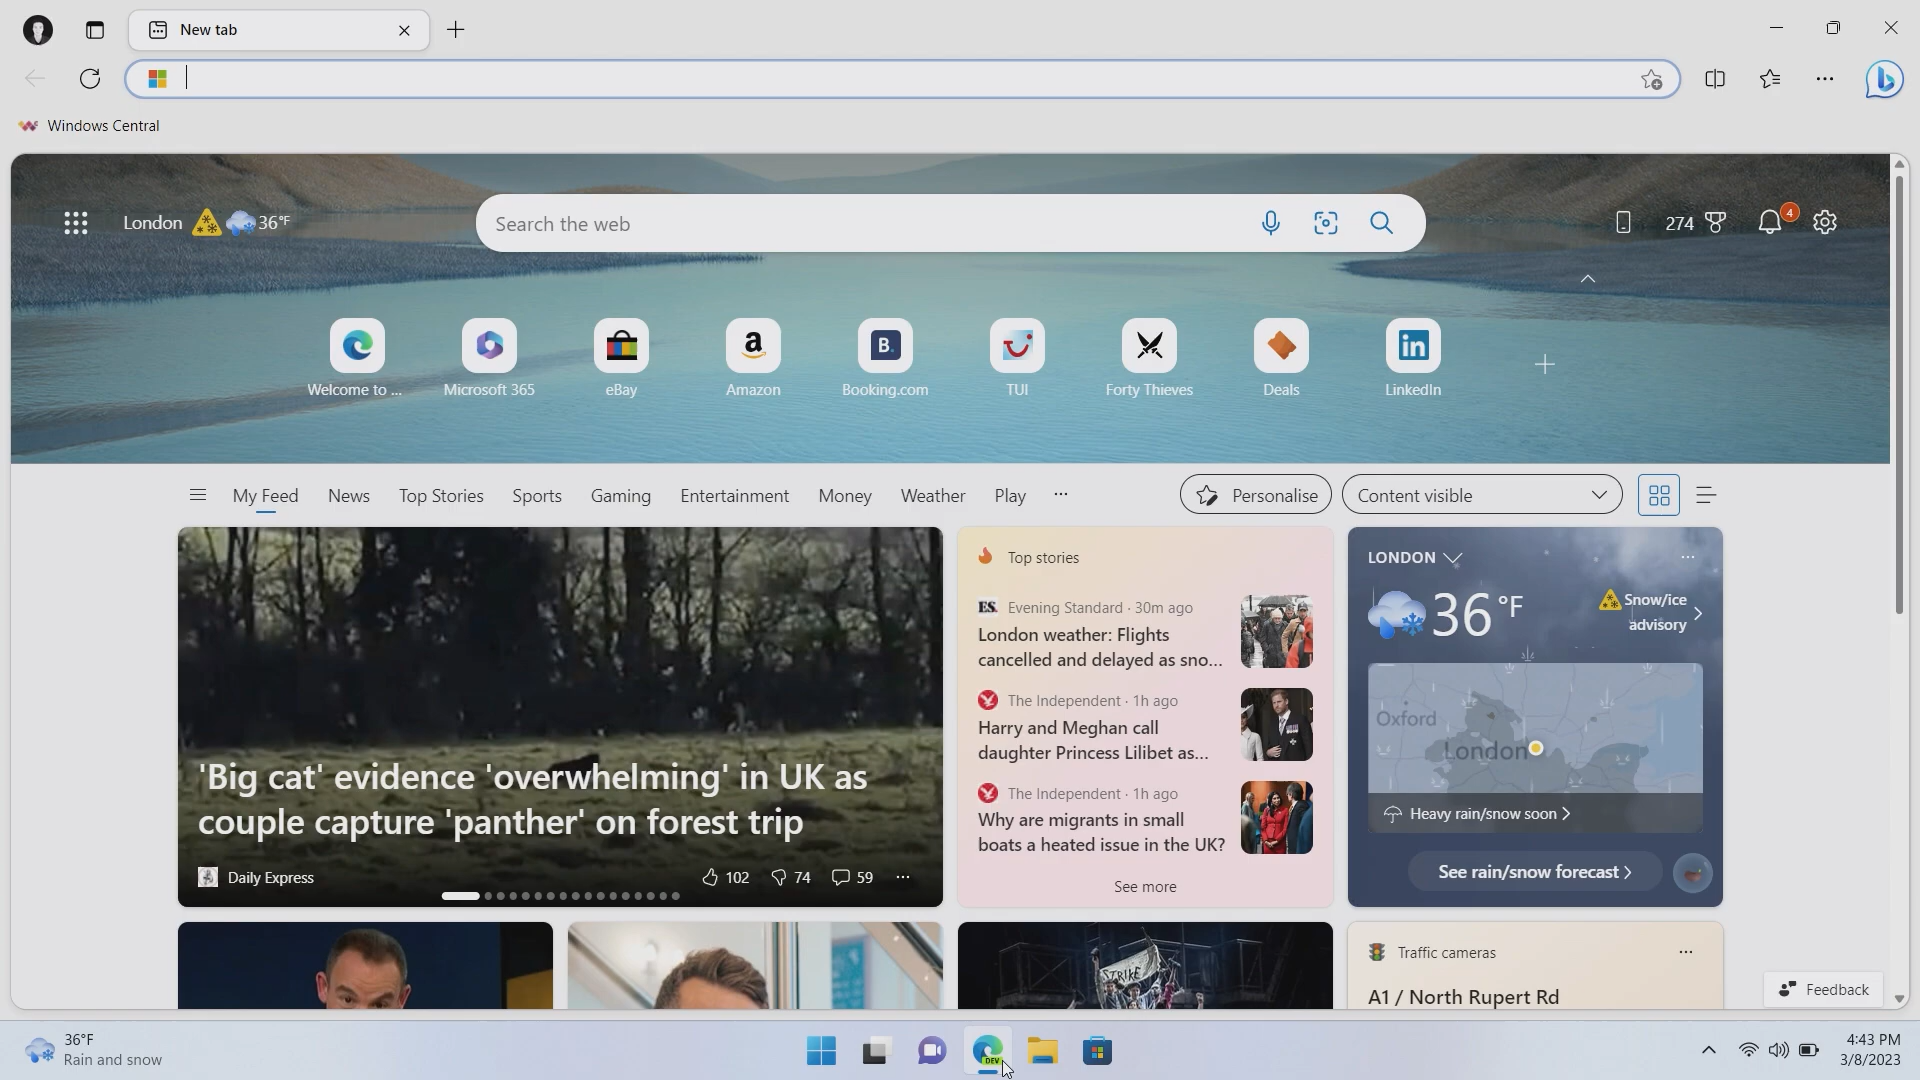 New tab
Windows Central
London 36°F
Search the web
274
4
Welcome to ...
Microsoft 365
eBay
a
Amazon
B.
Booking.com
TUI
Forty Thieves
Deals
in
LinkedIn
My Feed
News
Top Stories
Sports
Gaming
Entertainment
Money
Weather
Play
...
Personalise
Content visible
'Big cat' evidence 'overwhelming' in UK as
couple capture 'panther' on forest trip
Daily Express
102
74
59
...
Top stories
ES.
Evening Standard · 30m ago
London weather: Flights
cancelled and delayed as sno...
The Independent · 1h ago
Harry and Meghan call
daughter Princess Lilibet as...
The Independent · 1h ago
Why are migrants in small
boats a heated issue in the UK?
See more
LONDON
...
36 °F
Snow/ice
advisory
Oxford
London
Heavy rain/snow soon
See rain/snow forecast
STRIKE
Traffic cameras
...
A1 / North Rupert Rd
Feedback
36°F
Rain and snow
DEV
4:43 PM
3/8/2023